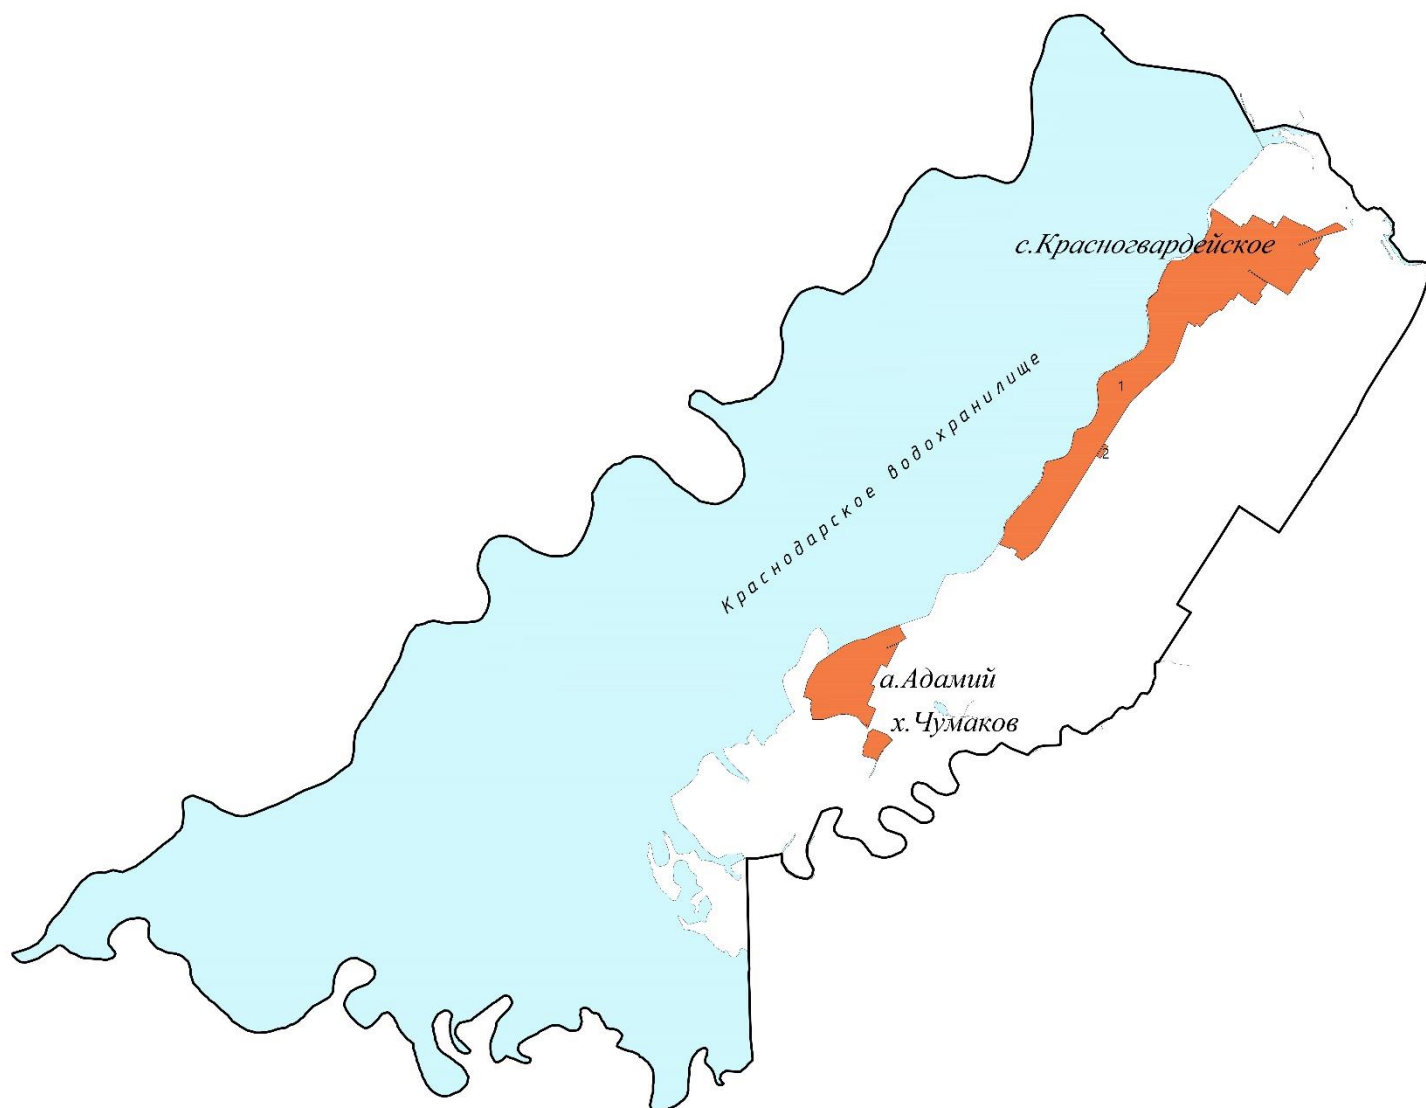 с.Красногвардейское
Краснодарское водохранилище
1
2
а.Адамий
х.Чумаков